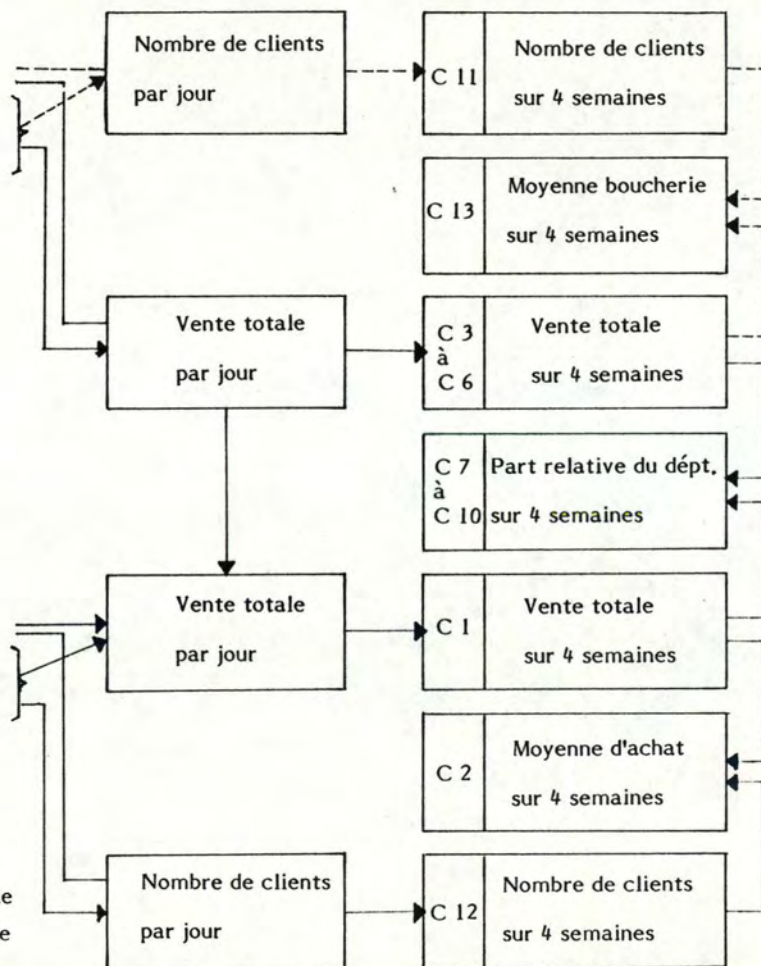 Nombre de clients
par jour
C 11
Nombre de clients
sur 4 semaines
C 13
Moyenne boucherie
sur 4 semaines
Vente totale
par jour
C 3
à
C 6
Vente totale
sur 4 semaines
C 7
à
C 10
Part relative du dépt.
sur 4 semaines
Vente totale
par jour
C 1
Vente totale
sur 4 semaines
C 2
Moyenne d'achat
sur 4 semaines
Nombre de clients
par jour
C 12
Nombre de clients
sur 4 semaines